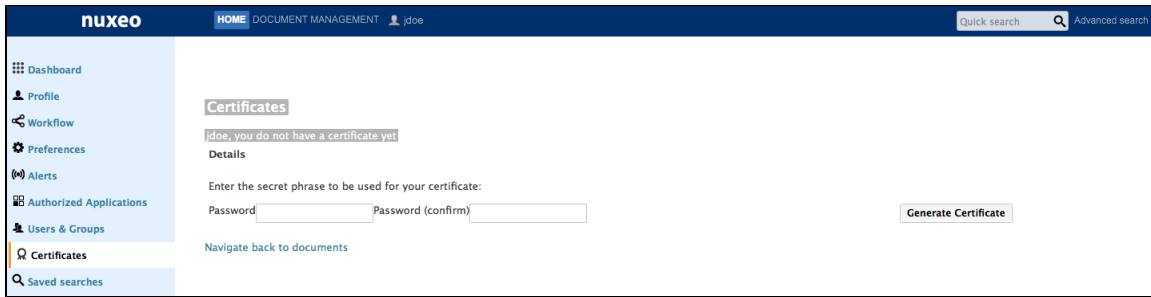 nuxeo HOME DOCUMENT MANAGEMENT jdoe Quick search Advanced search
Dashboard
Profile
Workflow
Preferences
Alerts
Authorized Applications
Users & Groups
Certificates
Saved searches
Certificates
jdoe, you do not have a certificate yet
Details
Enter the secret phrase to be used for your certificate:
Password Password (confirm) Generate Certificate
Navigate back to documents